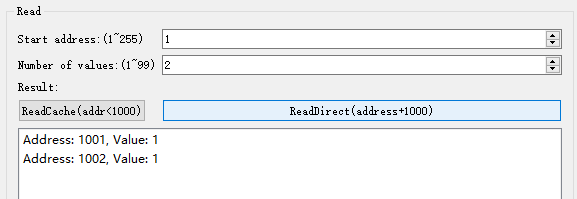 Read
Start address:(1~255) 1
Number of values:(1~99) 2
Result:
ReadCache(addr<1000) ReadDirect(address+1000)
Address: 1001, Value: 1
Address: 1002, Value: 1